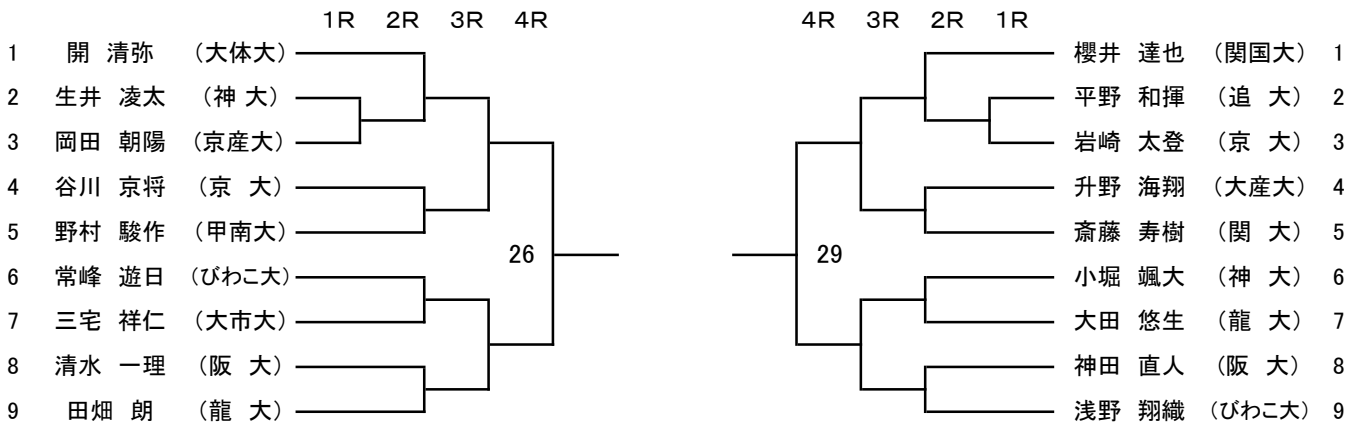 1R 2R 3R 4R 4R 3R 2R 1R
1 開 清弥 (大体大) 櫻井 達也 (関国大) 1
2 生井 凌太 (神 大) 平野 和揮 (追 大) 2
3 岡田 朝陽 (京産大) 岩崎 太登 (京 大) 3
4 谷川 京将 (京 大) 升野 海翔 (大産大) 4
5 野村 駿作 (甲南大) 斎藤 寿樹 (関 大) 5
26 29
6 常峰 遊日 (びわこ大) 小堀 颯大 (神 大) 6
7 三宅 祥仁 (大市大) 大田 悠生 (龍 大) 7
8 清水 一理 (阪 大) 神田 直人 (阪 大) 8
9 田畑 朗 (龍 大) 浅野 翔織 (びわこ大) 9